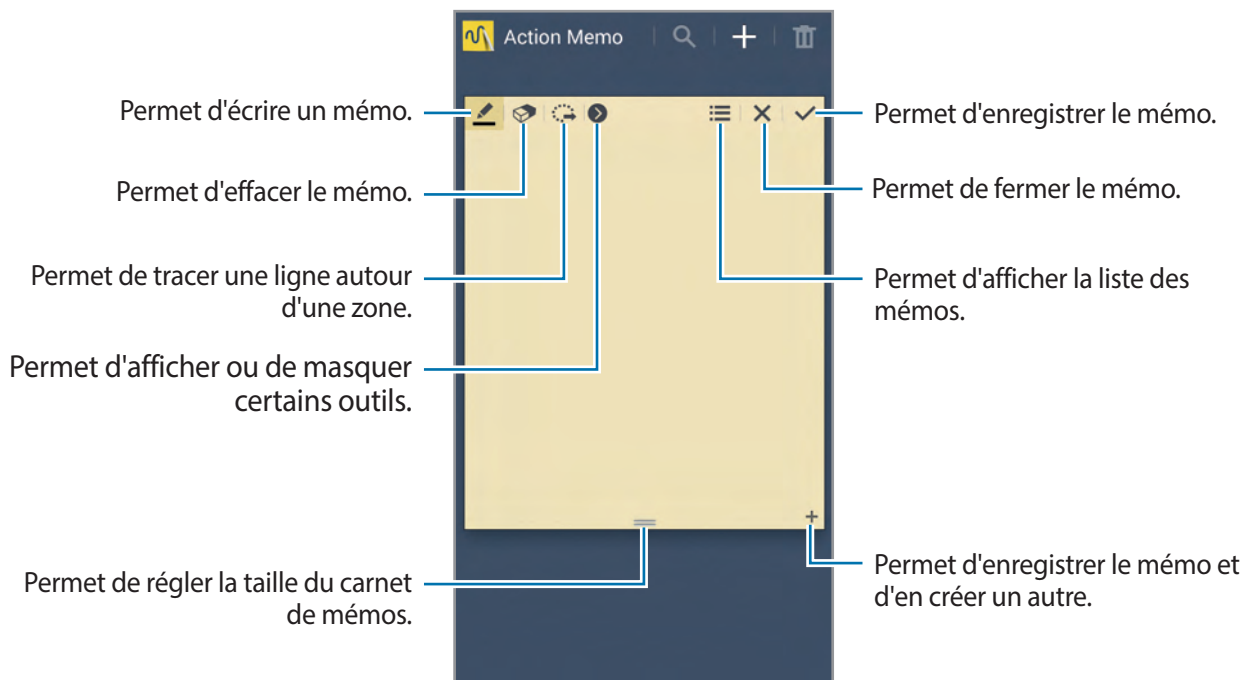 Action Memo
Permet d'écrire un mémo.
Permet d'effacer le mémo.
Permet de tracer une ligne autour
d'une zone.
Permet d'afficher ou de masquer
certains outils.
Permet de régler la taille du carnet
de mémos.
Permet d'enregistrer le mémo.
Permet de fermer le mémo.
Permet d'afficher la liste des
mémos.
Permet d'enregistrer le mémo et
d'en créer un autre.